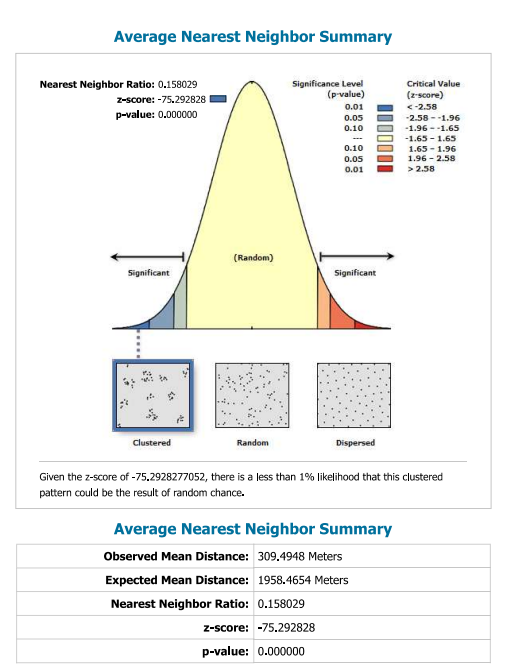 Average Nearest Neighbor Summary
Nearest Neighbor Ratio: 0.158029
z-score: -75.292828
p-value: 0.000000
Significance Level
(p-value)
Critical Value
(z-score)
0.01 < -2.58
0.05 -2.58 - -1.96
0.10 -1.96 - -1.65
--- -1.65 - 1.65
0.10 1.65 - 1.96
0.05 1.96 - 2.58
0.01 > 2.58
(Random)
Significant Significant
Clustered Random Dispersed
Given the z-score of -75.2928277052, there is a less than 1% likelihood that this clustered
pattern could be the result of random chance.
Average Nearest Neighbor Summary
Observed Mean Distance: 309.4948 Meters
Expected Mean Distance: 1958.4654 Meters
Nearest Neighbor Ratio: 0.158029
z-score: -75.292828
p-value: 0.000000